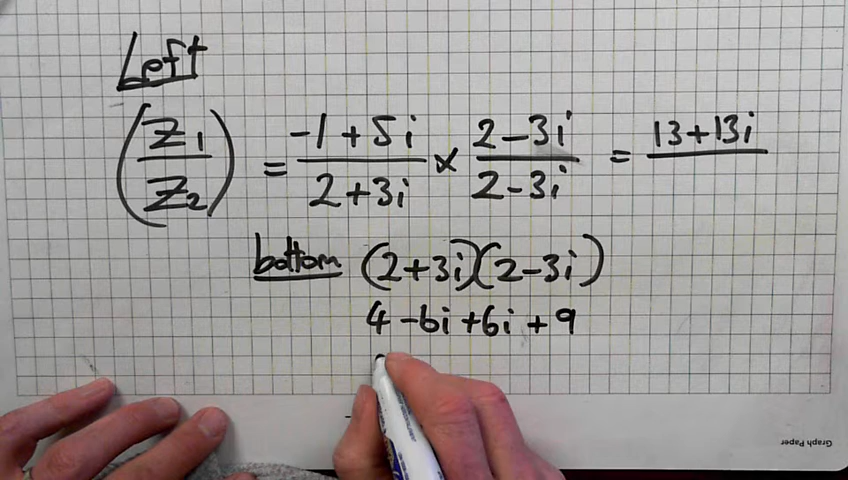 Left
(z₁/z₂) = (-1 + 5i)/(2 + 3i) × (2 - 3i)/(2 - 3i) = 13 + 13i
bottom (2 + 3i)(2 - 3i)
4 - 6i + 6i + 9
Graph Paper